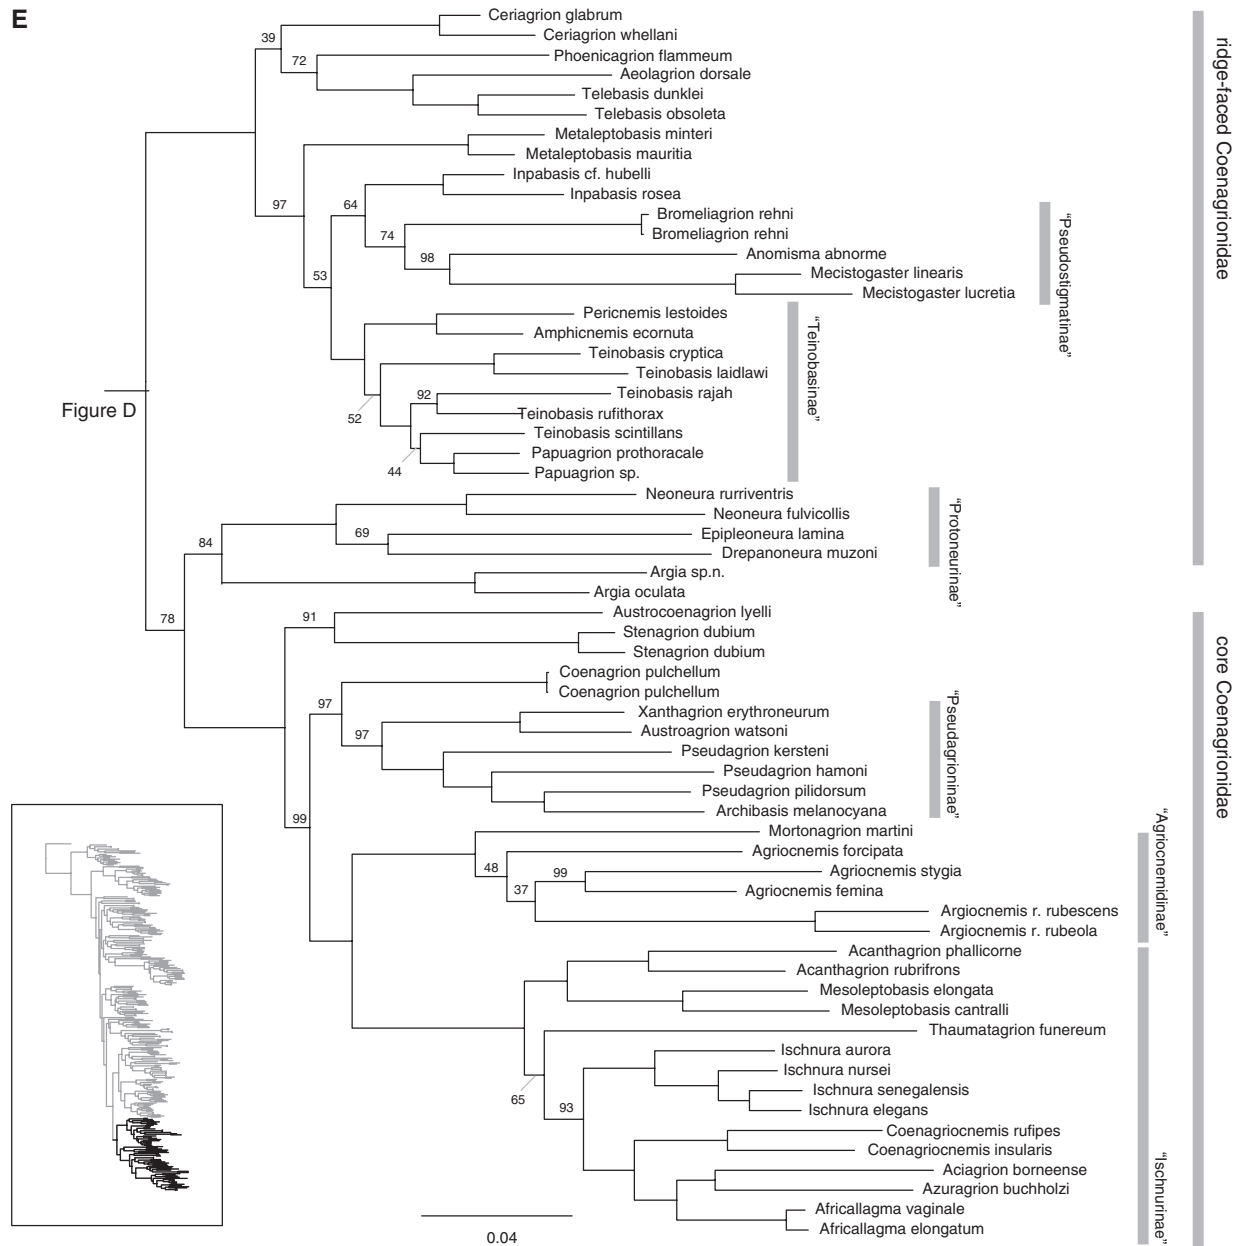 E
Ceriagrion glabrum
39
Ceriagrion whellani
72
Phoenicagrion flammeum
Aeolagrion dorsale
Telebasis dunklei
Telebasis obsoleta
Metaleptobasis minteri
Metaleptobasis mauritia
Inpabasis cf. hubelli
Inpabasis rosea
97
64
Bromeliagrion rehni
74
Bromeliagrion rehni
98
Anomisma abnorme
53
Mecistogaster linearis
Mecistogaster lucretia
Pericnemis lestoides
Amphicnemis ecornuta
Teinobasis cryptica
Teinobasis laidlawi
92
Teinobasis rajah
Figure D
52
Teinobasis rufithorax
Teinobasis scintillans
Papuagrion prothoracale
44
Papuagrion sp.
Neoneura rurriventris
Neoneura fulvicollis
69
Epipleoneura lamina
84
Drepanoneura muzoni
Argia sp.n.
Argia oculata
78
91
Austrocoenagrion lyelli
Stenagrion dubium
Stenagrion dubium
Coenagrion pulchellum
Coenagrion pulchellum
97
Xanthagrion erythroneurum
97
Austroagrion watsoni
Pseudagrion kersteni
Pseudagrion hamoni
Pseudagrion pilidorsum
Archibasis melanocyana
99
Mortonagrion martini
Agriocnemis forcipata
48
99
Agriocnemis stygia
37
Agriocnemis femina
Argiocnemis r. rubescens
Argiocnemis r. rubeola
Acanthagrion phallicorne
Acanthagrion rubrifrons
Mesoleptobasis elongata
Mesoleptobasis cantralli
Thaumatagrion funereum
Ischnura aurora
Ischnura nursei
65
Ischnura senegalensis
93
Ischnura elegans
Coenagriocnemis rufipes
Coenagriocnemis insularis
Aciagrion borneense
Azuragrion buchholzi
Africallagma vaginale
Africallagma elongatum
0.04
ridge-faced Coenagrionidae
“Pseudostigmatinae”
“Teinobasinae”
“Protoneurinae”
core Coenagrionidae
“Pseudagrioninae”
“Agriocnemidinae”
“Ischnurinae”